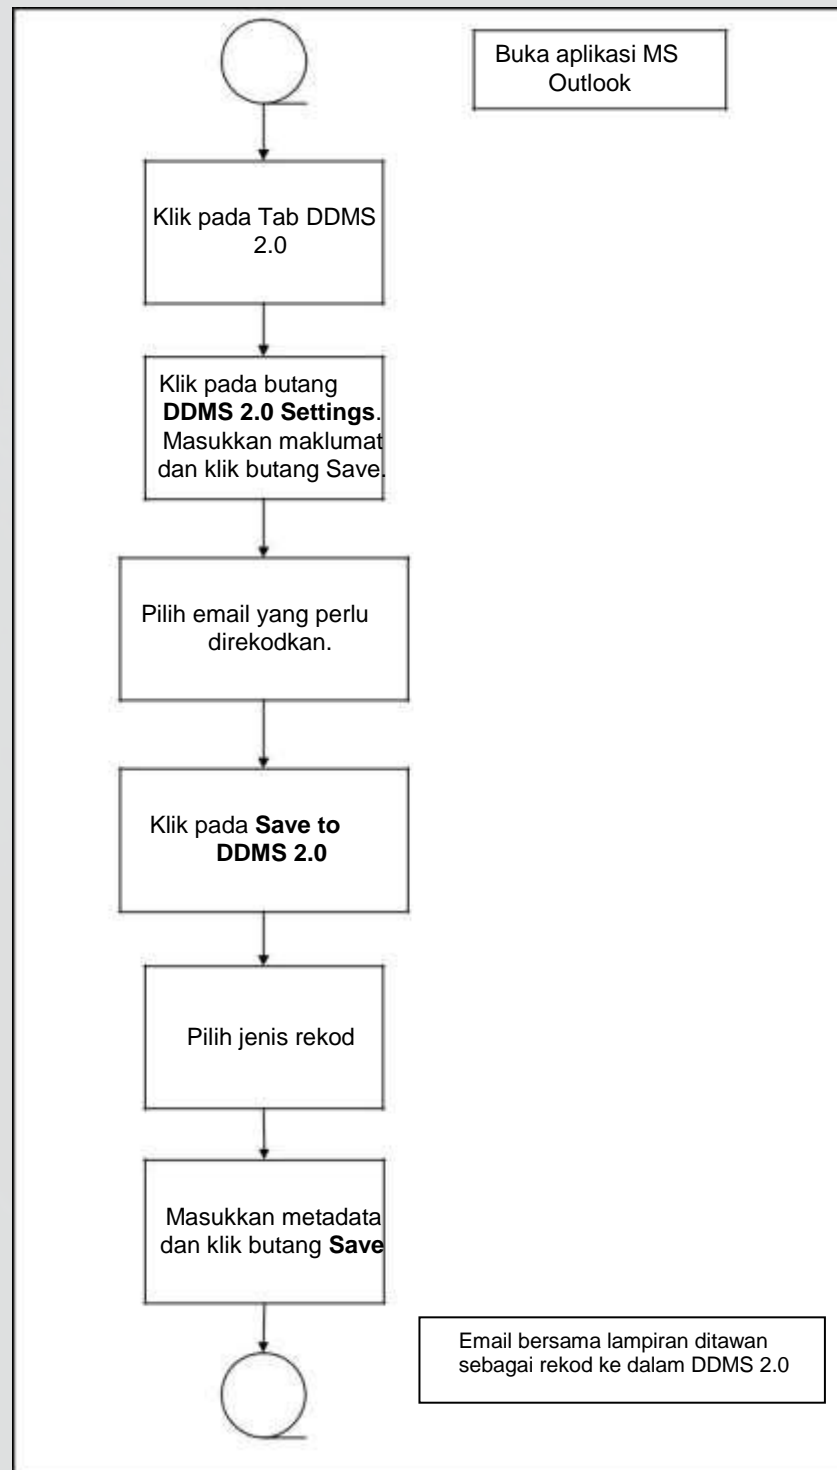 Buka aplikasi MS
Outlook
Klik pada Tab DDMS
2.0
Klik pada butang
DDMS 2.0 Settings.
Masukkan maklumat
dan klik butang Save.
Pilih email yang perlu
direkodkan.
Klik pada Save to
DDMS 2.0
Pilih jenis rekod
Masukkan metadata
dan klik butang Save
Email bersama lampiran ditawan
sebagai rekod ke dalam DDMS 2.0